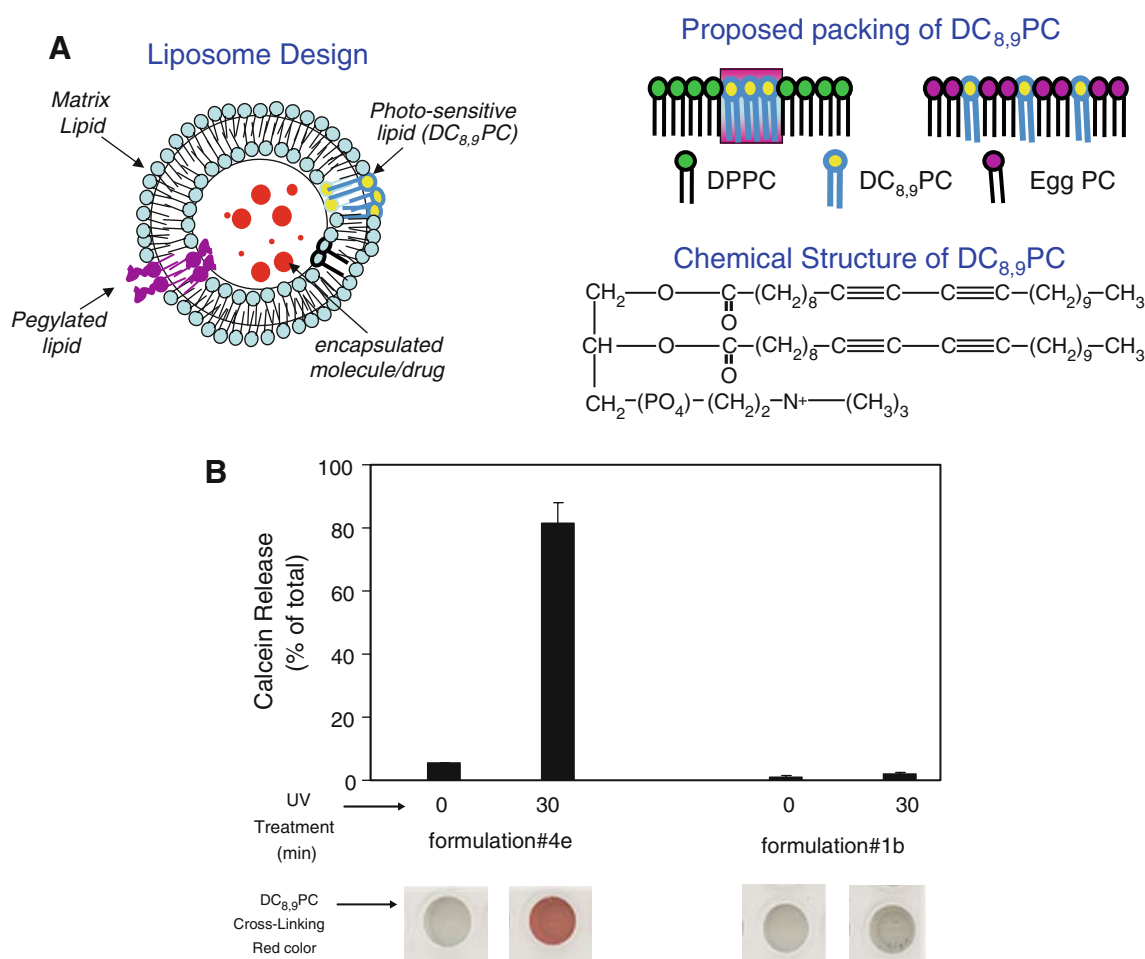 A
Liposome Design
Matrix
Lipid
Photo-sensitive
lipid (DC8,9PC)
Pegylated
lipid
encapsulated
molecule/drug
Proposed packing of DC8,9PC
DPPC
DC8,9PC
Egg PC
Chemical Structure of DC8,9PC
CH2—O—C-(CH2)8—C≡C—C≡C—(CH2)9—CH3
O
CH—O—C-(CH2)8—C≡C—C≡C—(CH2)9—CH3
O
CH2-(PO4)-(CH2)2-N+—(CH3)3
B
Calcein Release
(% of total)
100
80
60
40
20
0
UV
Treatment
(min)
0 30 0 30
formulation#4e formulation#1b
DC8,9PC
Cross-Linking
Red color